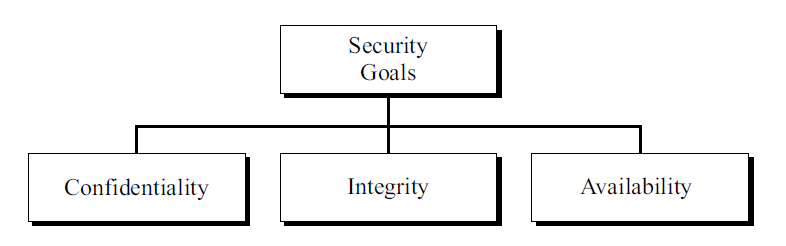 Security
Goals
Confidentiality
Integrity
Availability